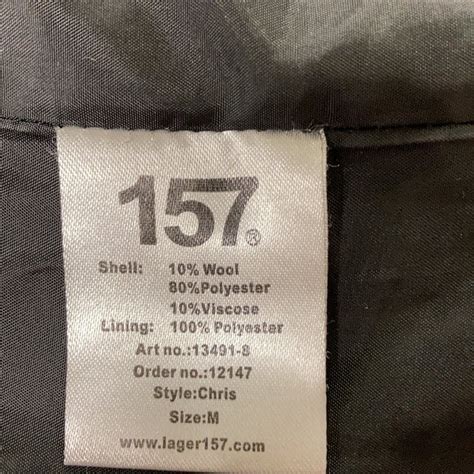 157®
Shell: 10% Wool
80%Polyester
10%Viscose
Lining: 100% Polyester
Art no.:13491-8
Order no.:12147
Style:Chris
Size:M
www.lager157.com